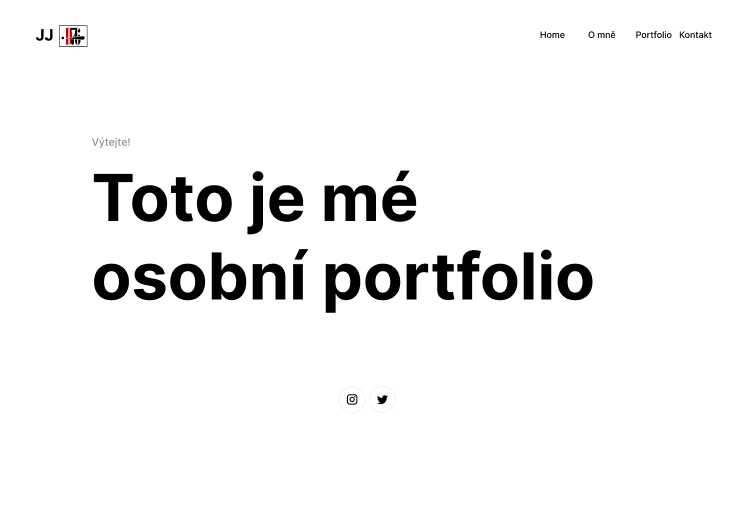 JJ
Home O mně Portfolio Kontakt
Výtejte!
Toto je mé
osobní portfolio